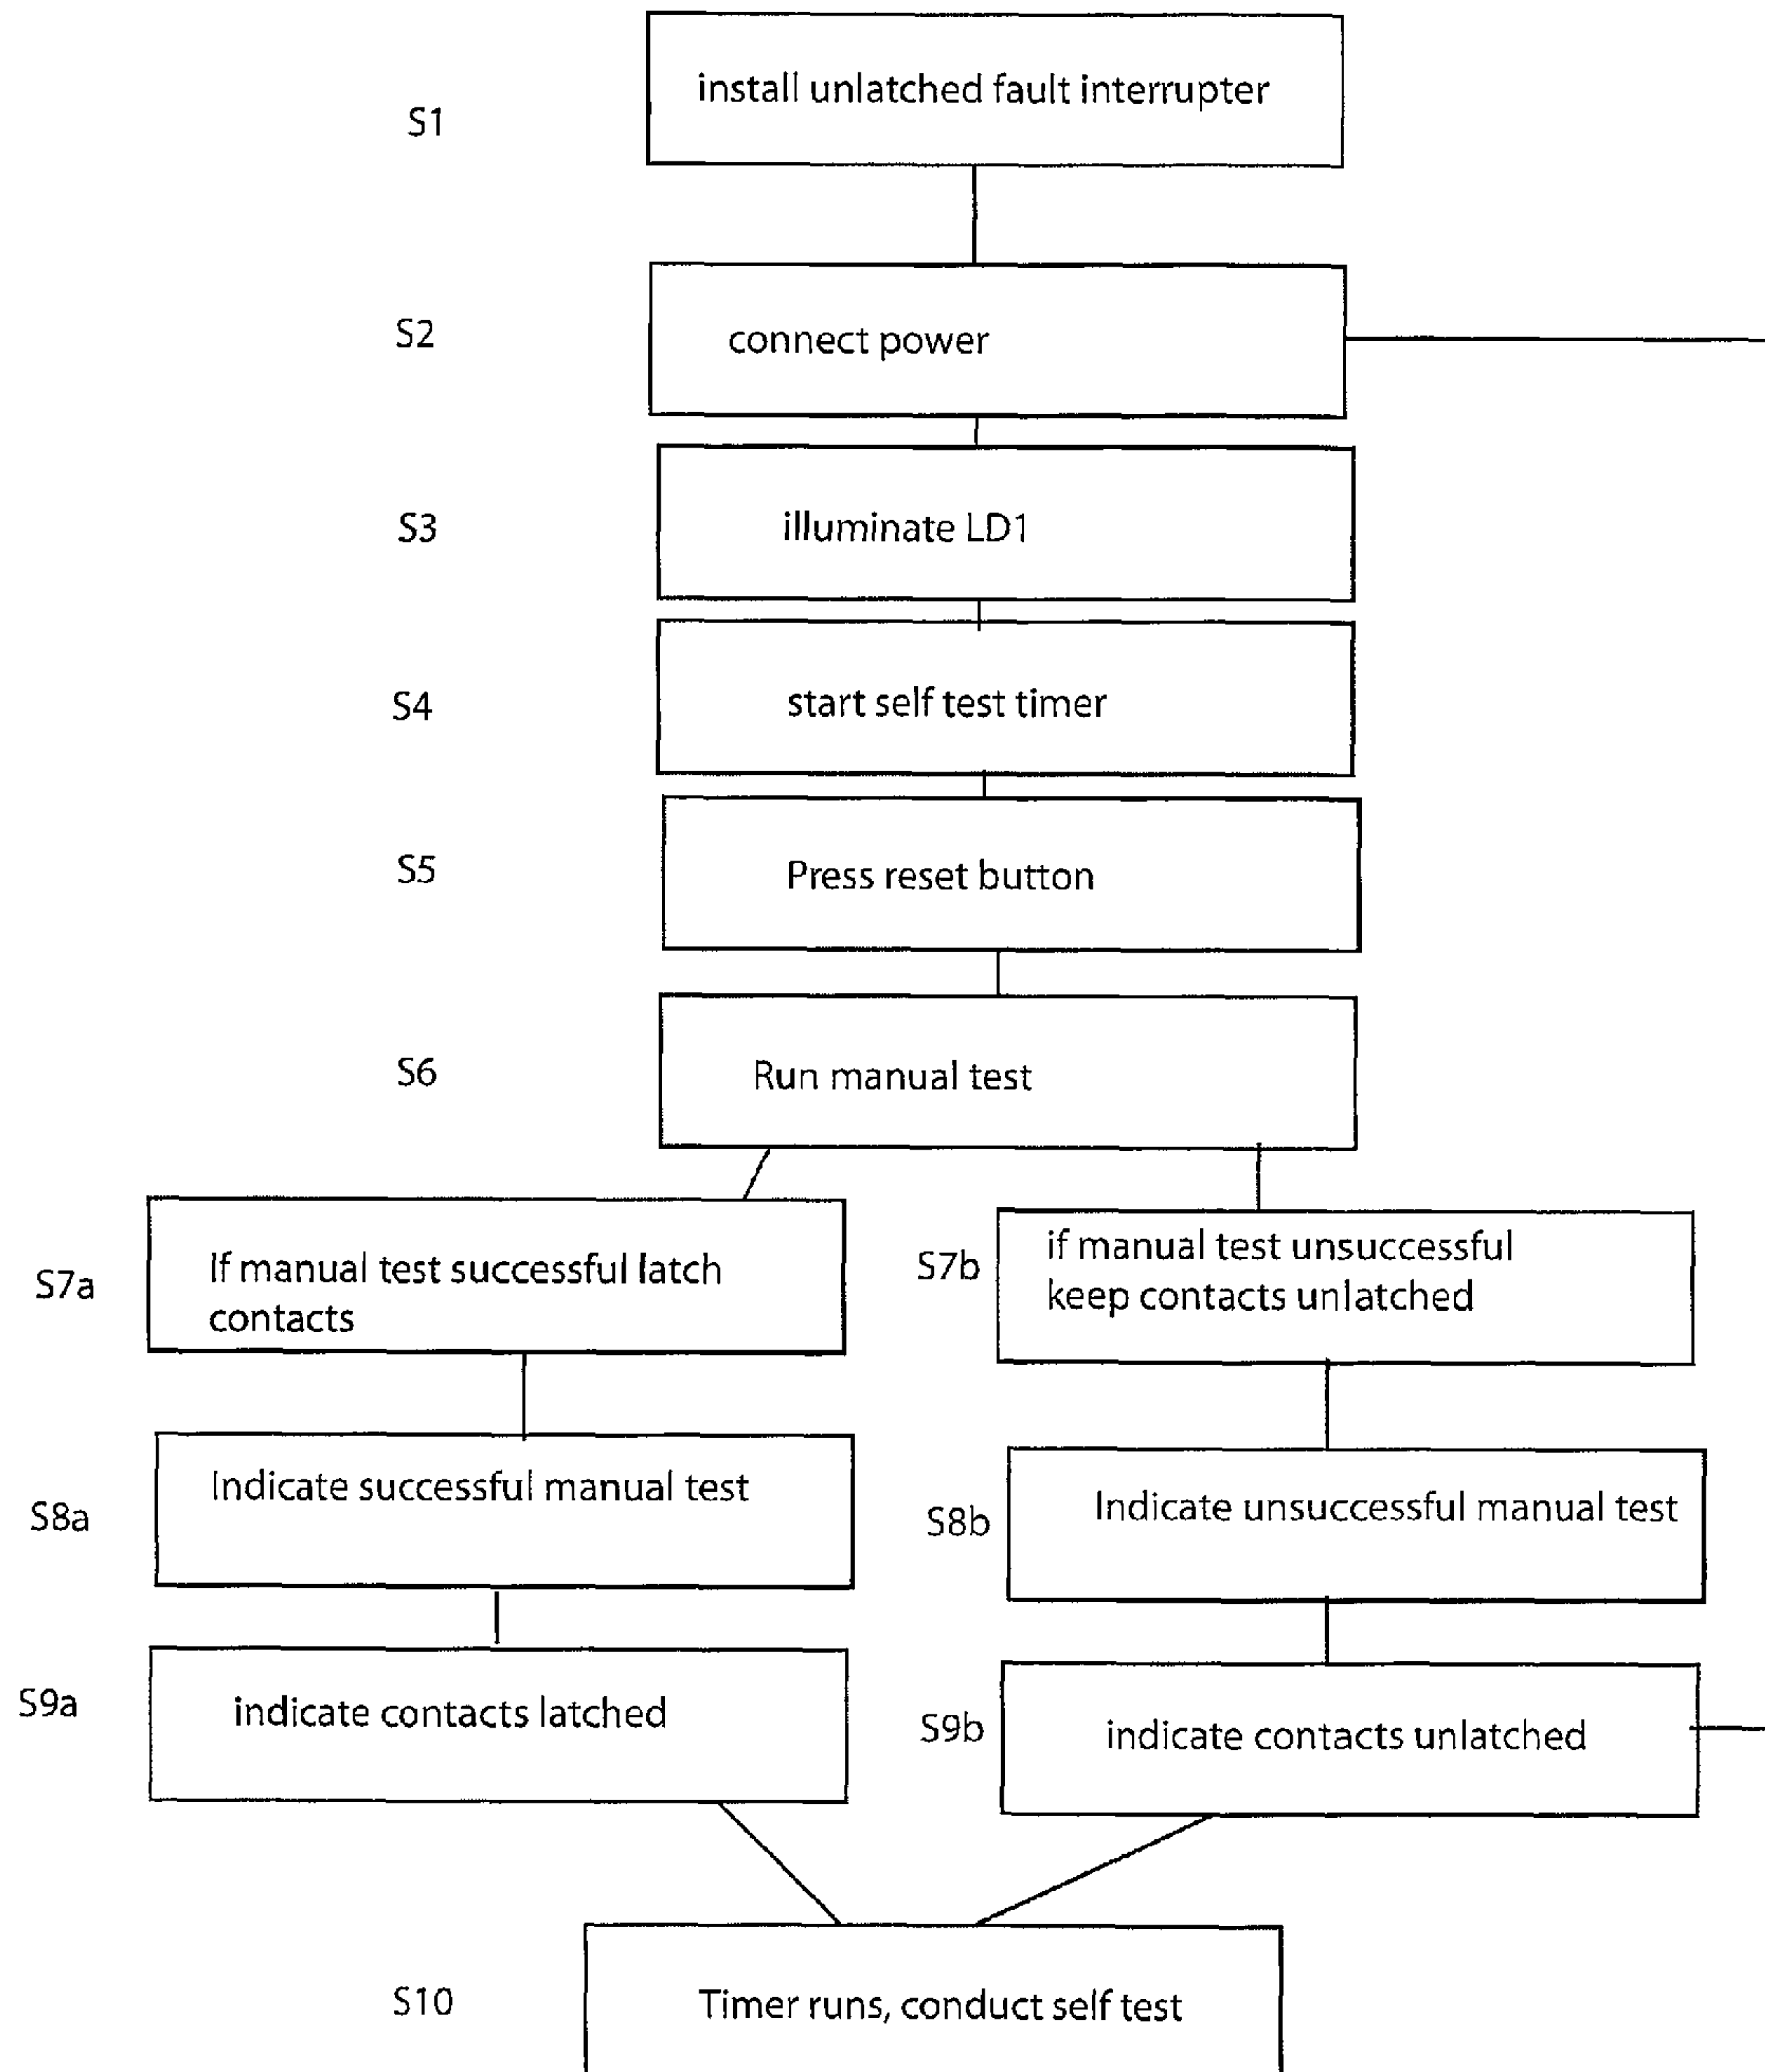 S1
install unlatched fault interrupter
S2
connect power
S3
illuminate LD1
S4
start self test timer
S5
Press reset button
S6
Run manual test
S7a
If manual test successful latch
contacts
S7b
if manual test unsuccessful
keep contacts unlatched
S8a
Indicate successful manual test
S8b
Indicate unsuccessful manual test
S9a
indicate contacts latched
S9b
indicate contacts unlatched
S10
Timer runs, conduct self test